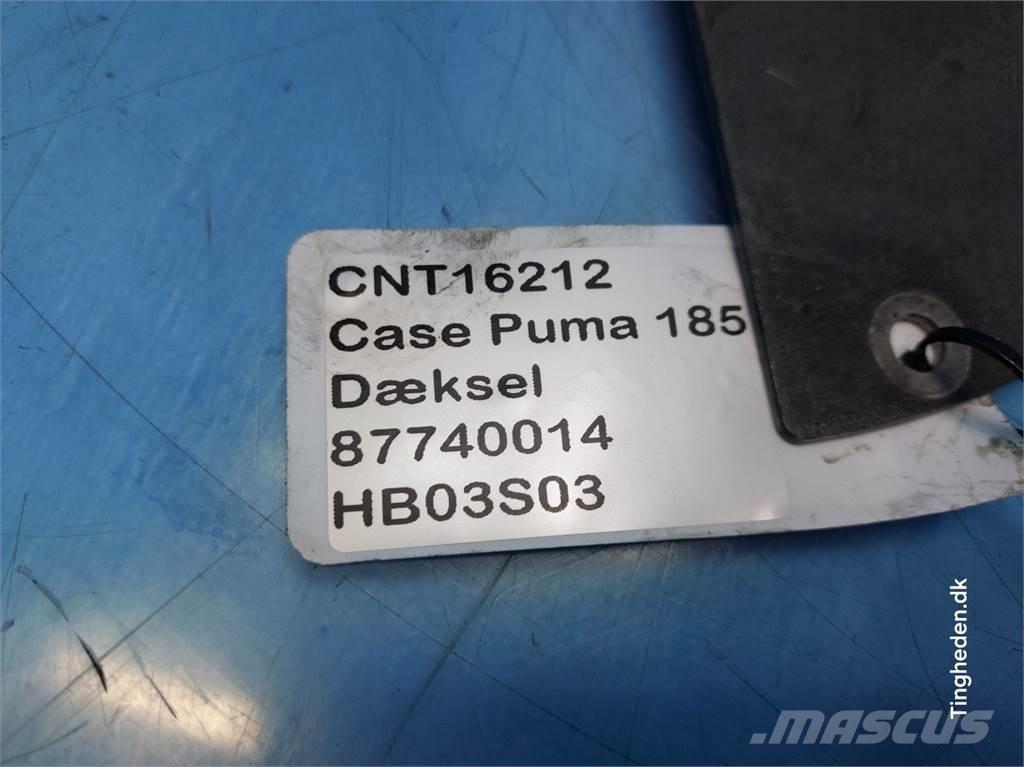 CNT16212
Case Puma 185
Dæksel
87740014
HB03S03
Tingheden.dk
MASCUS